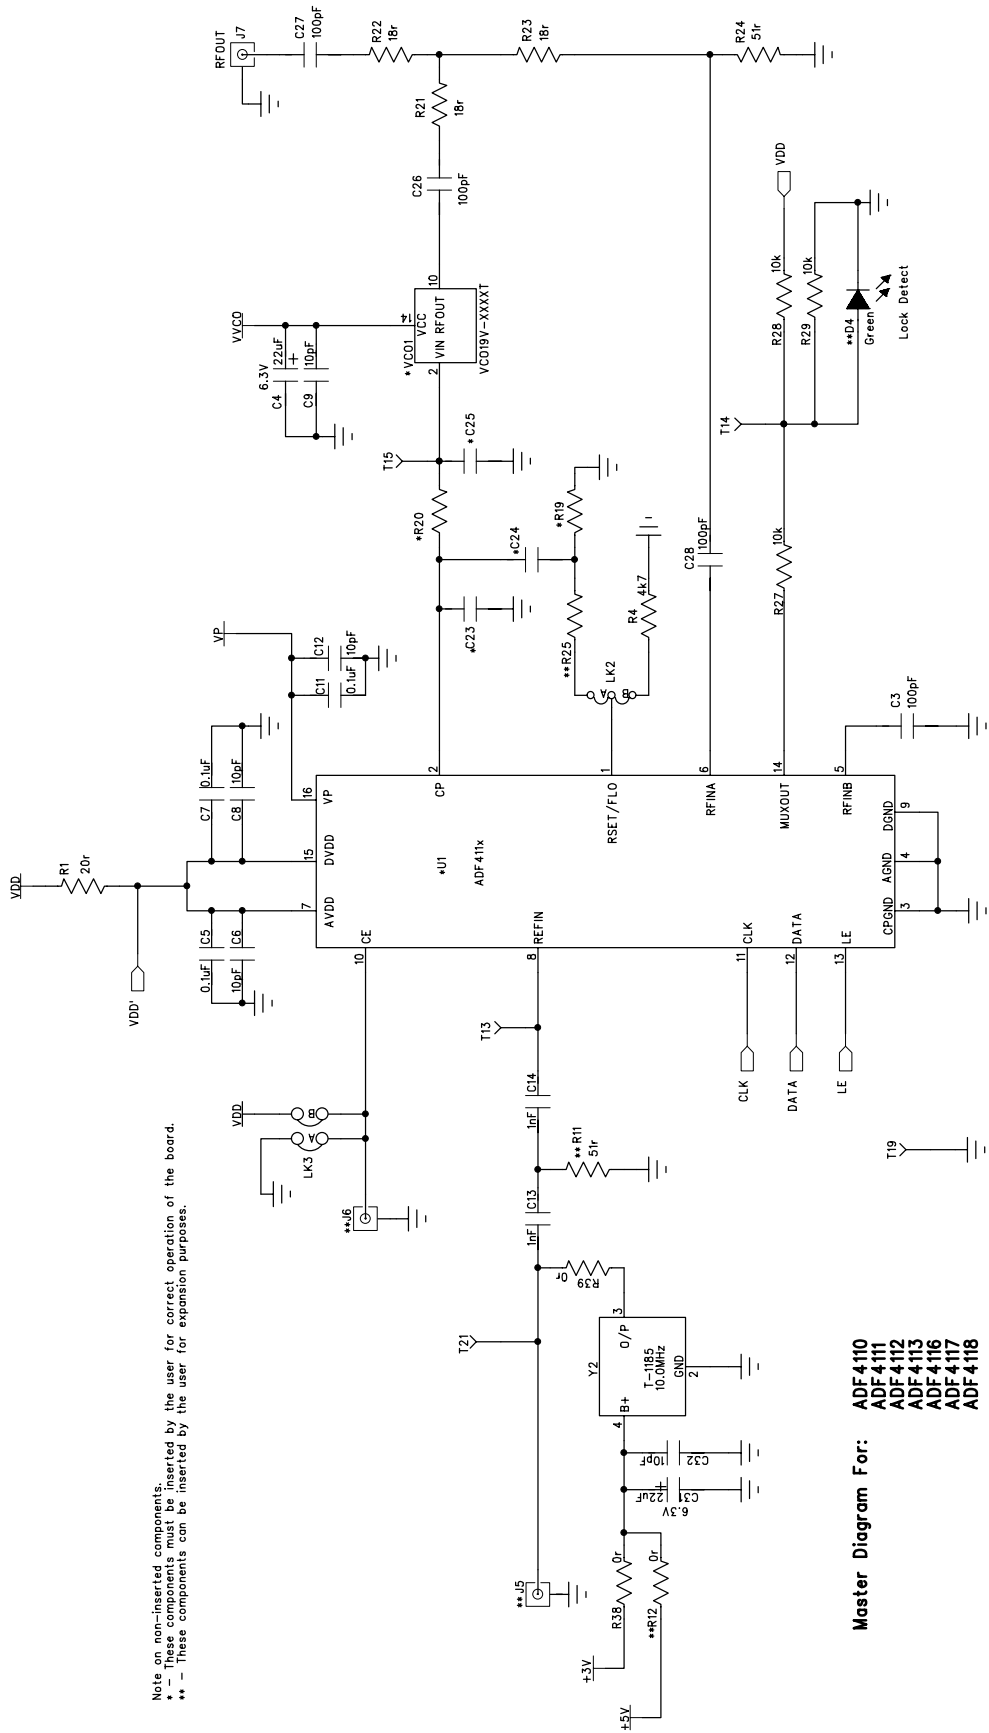 Note on non-inserted components.
* - These components must be inserted by the user for correct operation of the board.
** - These components can be inserted by the user for expansion purposes.
RFOUT
J7
C27
100pF
R22
18r
R23
18r
R24
51r
R21
18r
C26
100pF
VVCO
C4
22uF
6.3V
+
C9
10pF
*VCO1
14
VCC
VIN RFOUT
2
10
VCO19V-XXXXT
T15
*C25
*R20
*C24
*R19
*C23
**R25
LK2
A
B
R4
4k7
C28
100pF
R28
10k
VDD
R29
10k
**D4
Green
Lock Detect
T14
R27
10k
C3
100pF
VP
C12
10pF
C11
0.1uF
VDD
R1
20r
VDD'
C7
0.1uF
C8
10pF
C5
0.1uF
C6
10pF
16
VP
15
DVDD
7
AVDD
2
CP
1
RSET/FLO
6
RFINA
14
MUXOUT
5
RFINB
*U1
ADF411x
10
CE
8
REFIN
11
CLK
12
DATA
13
LE
3
CPGND
4
AGND
9
DGND
CLK
DATA
LE
T19
VDD
LK3
A
B
**J6
T13
C14
1nF
**R11
51r
C13
1nF
R39
0r
T21
Y2
T-1185
10.0MHz
O/P
3
B+
4
GND
2
C32
10pF
C31
22uF
6.3V
+
**J5
R38
0r
**R12
0r
+3V
+5V
Master Diagram For:
ADF4110
ADF4111
ADF4112
ADF4113
ADF4116
ADF4117
ADF4118